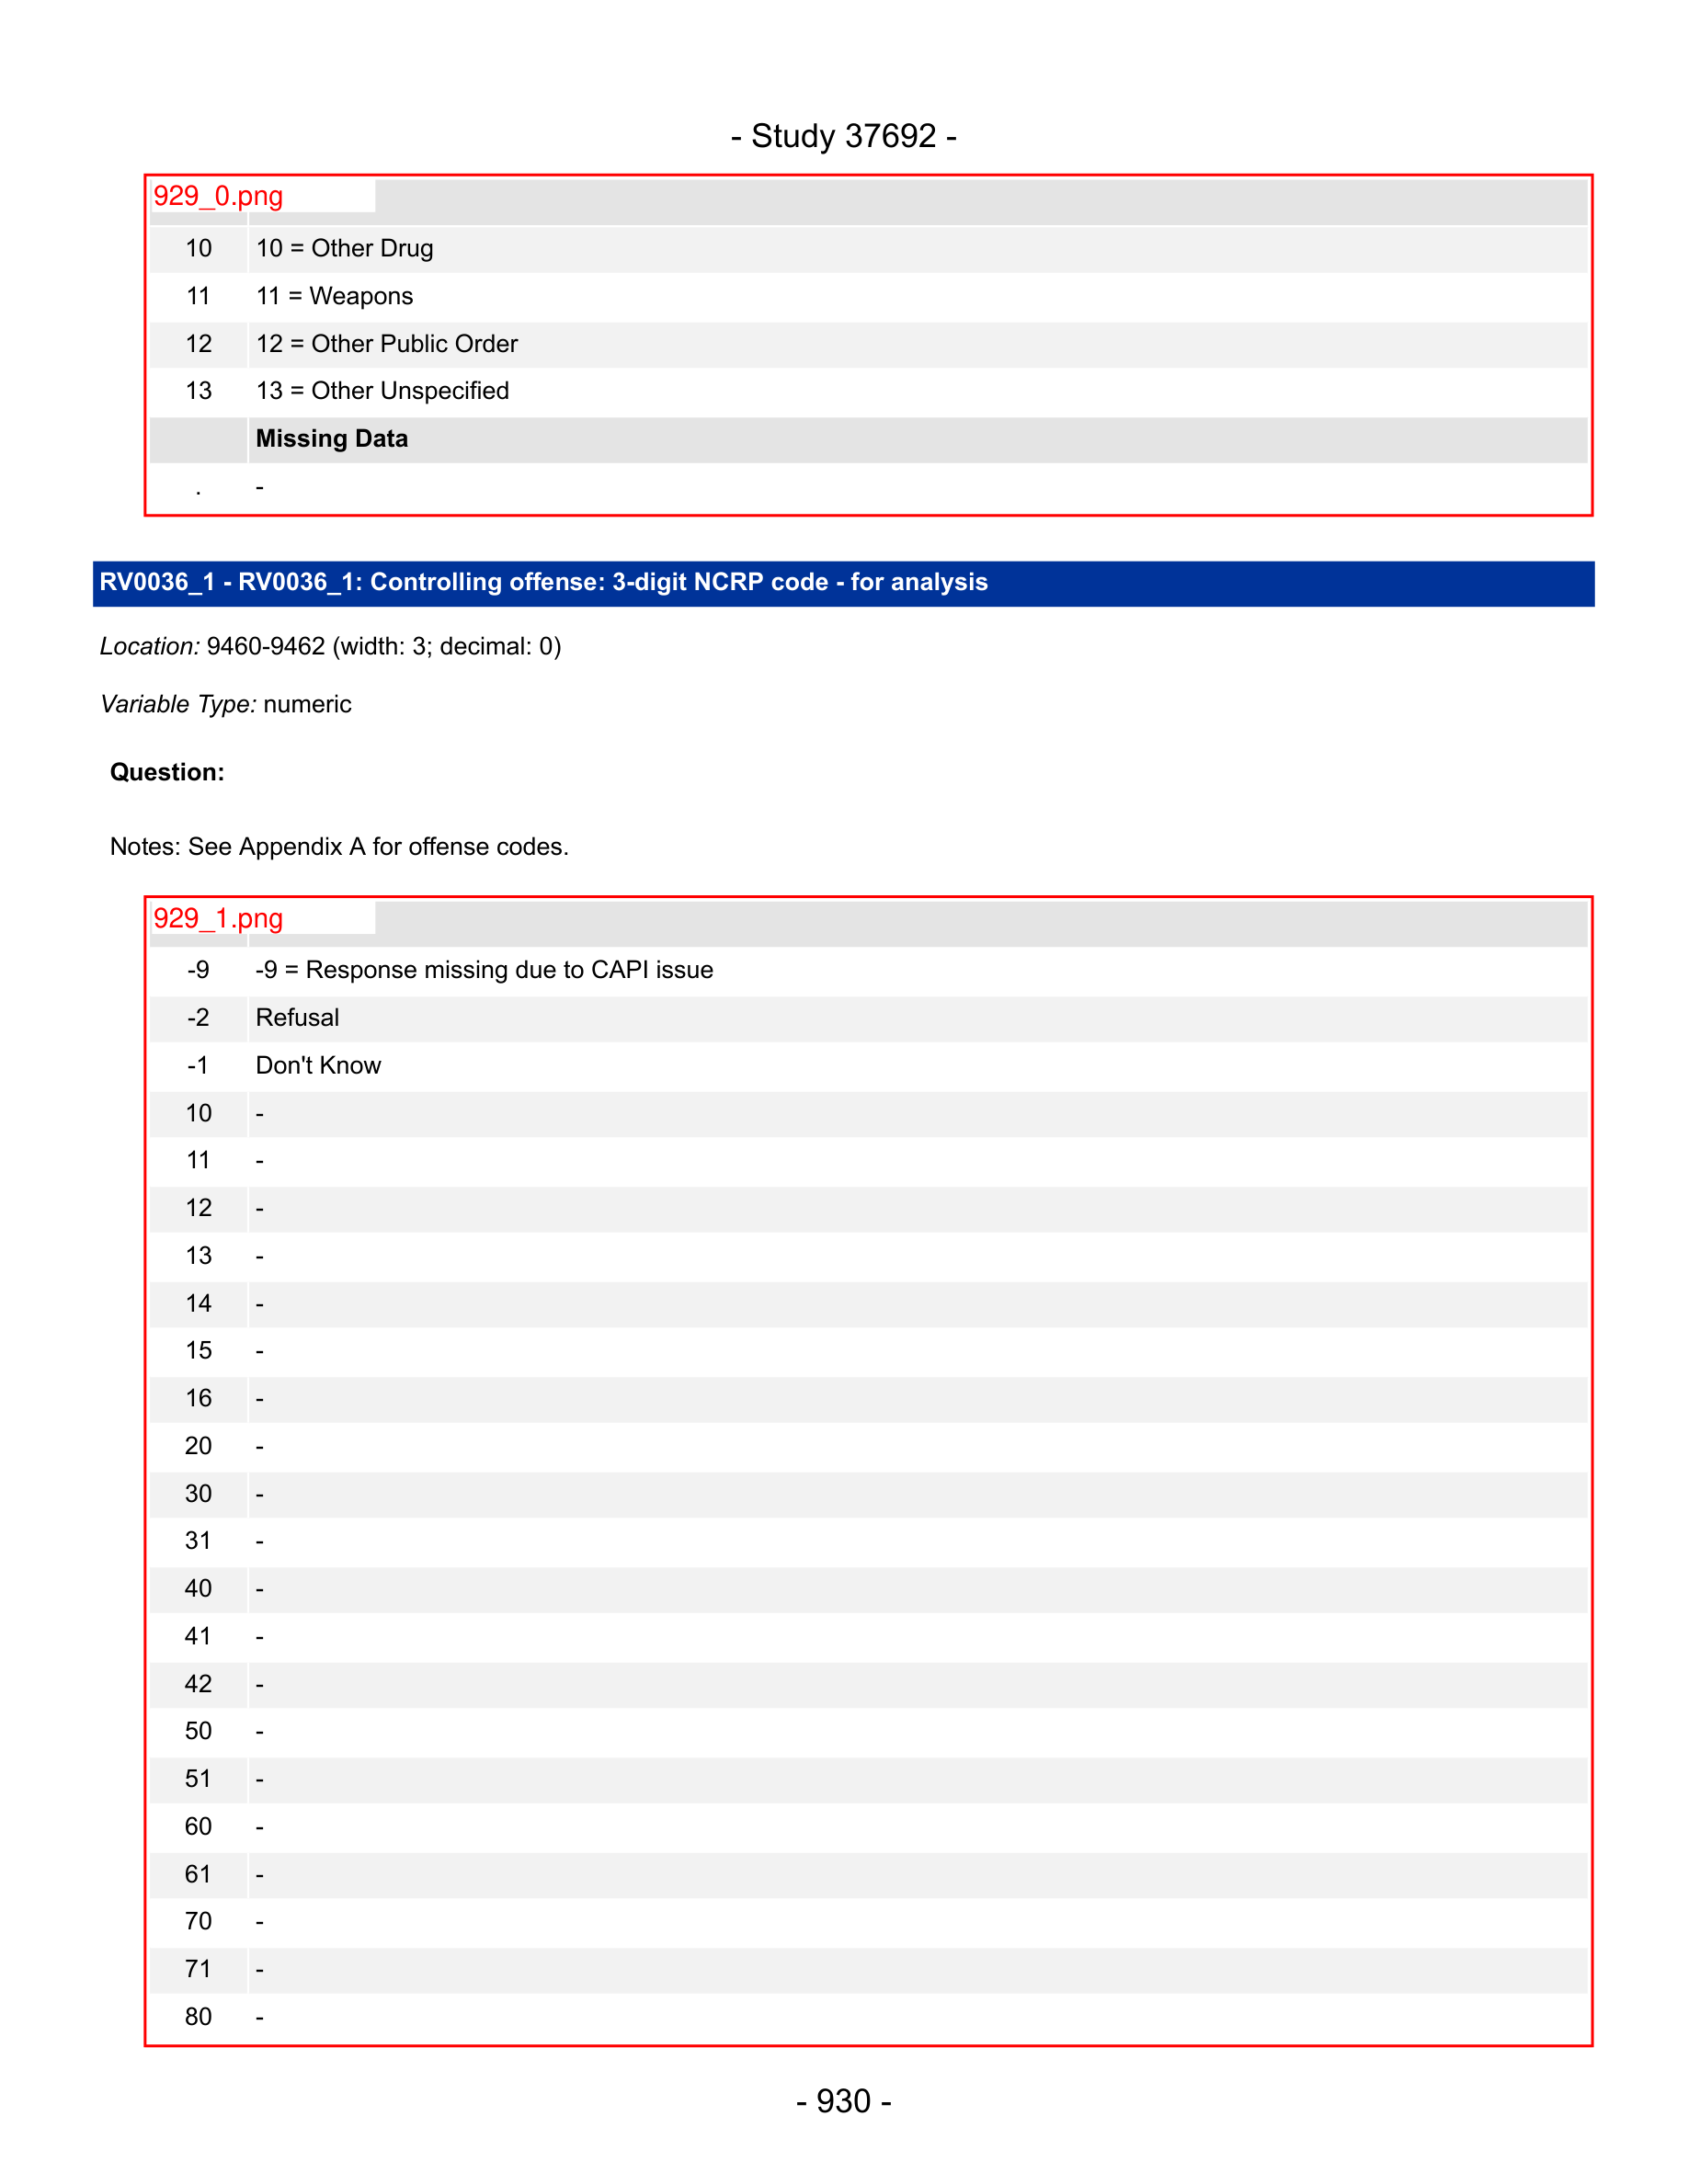 - Study 37692 -
929_0.png
10 10 = Other Drug
11 11 = Weapons
12 12 = Other Public Order
13 13 = Other Unspecified
Missing Data
. -
RV0036_1 - RV0036_1: Controlling offense: 3-digit NCRP code - for analysis
Location: 9460-9462 (width: 3; decimal: 0)
Variable Type: numeric
Question:
Notes: See Appendix A for offense codes.
929_1.png
-9 -9 = Response missing due to CAPI issue
-2 Refusal
-1 Don't Know
10 -
11 -
12 -
13 -
14 -
15 -
16 -
20 -
30 -
31 -
40 -
41 -
42 -
50 -
51 -
60 -
61 -
70 -
71 -
80 -
- 930 -